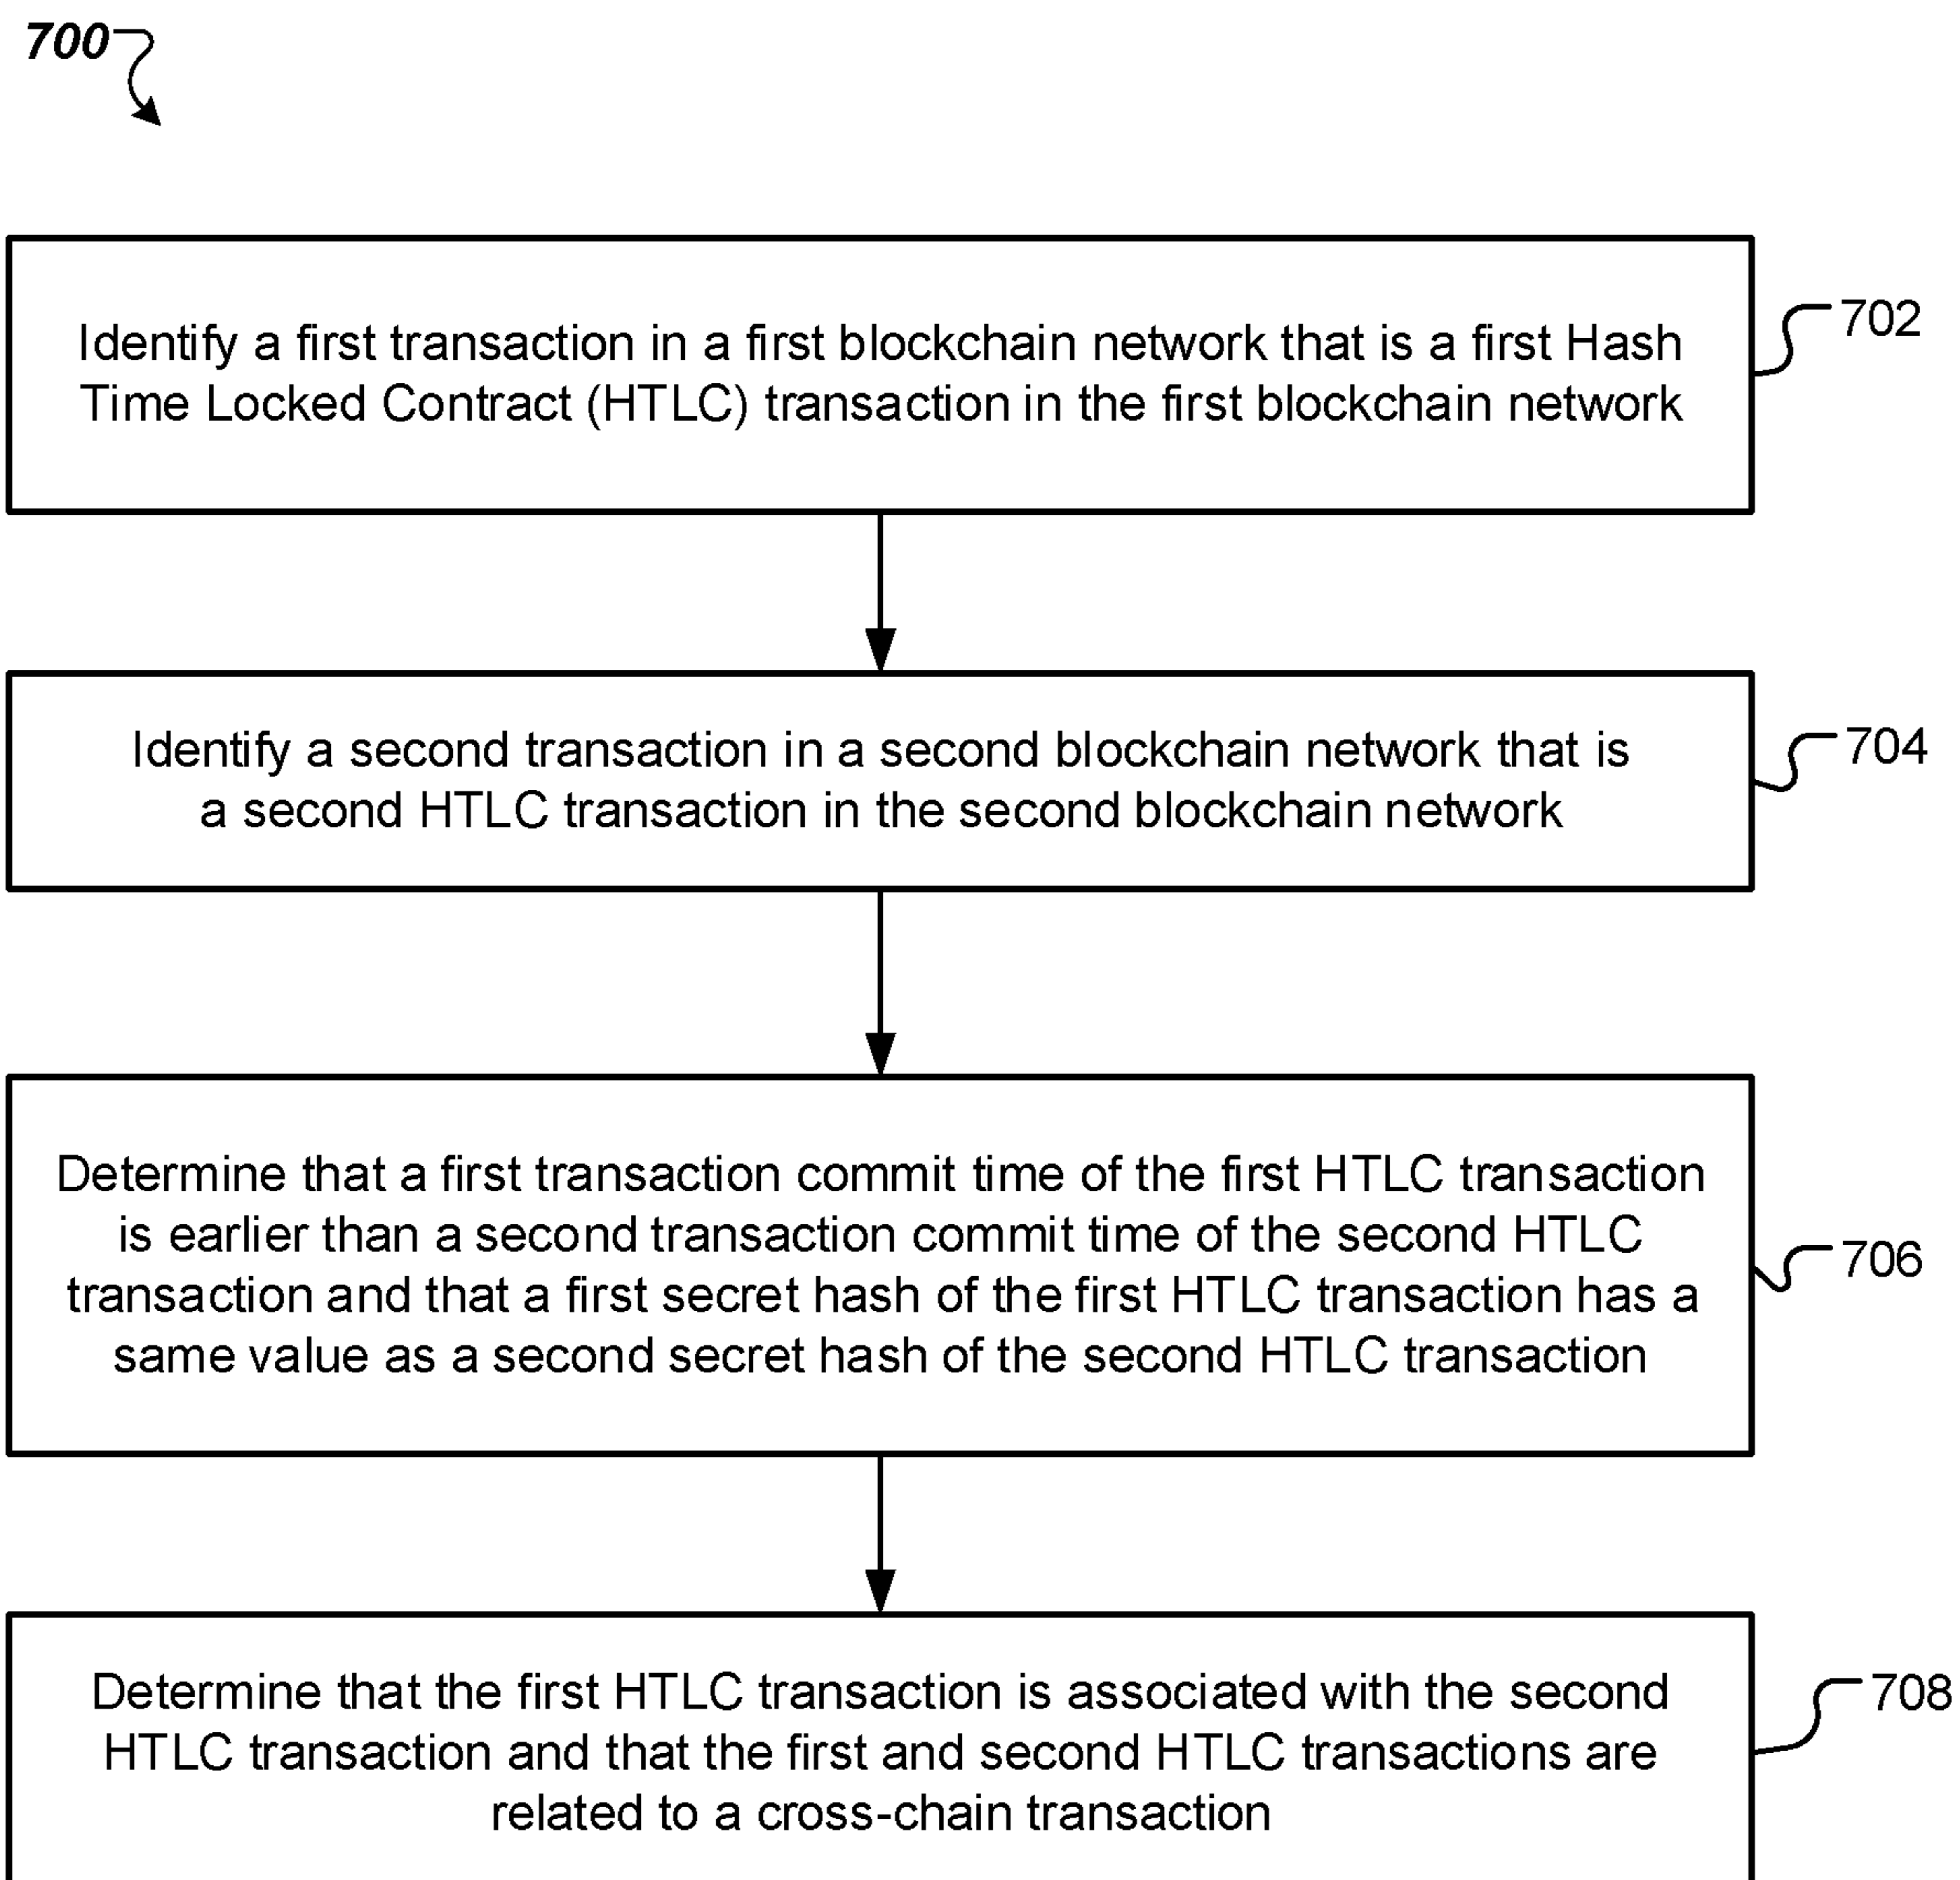 700
Identify a first transaction in a first blockchain network that is a first Hash
Time Locked Contract (HTLC) transaction in the first blockchain network
702
Identify a second transaction in a second blockchain network that is
a second HTLC transaction in the second blockchain network
704
Determine that a first transaction commit time of the first HTLC transaction
is earlier than a second transaction commit time of the second HTLC
transaction and that a first secret hash of the first HTLC transaction has a
same value as a second secret hash of the second HTLC transaction
706
Determine that the first HTLC transaction is associated with the second
HTLC transaction and that the first and second HTLC transactions are
related to a cross-chain transaction
708